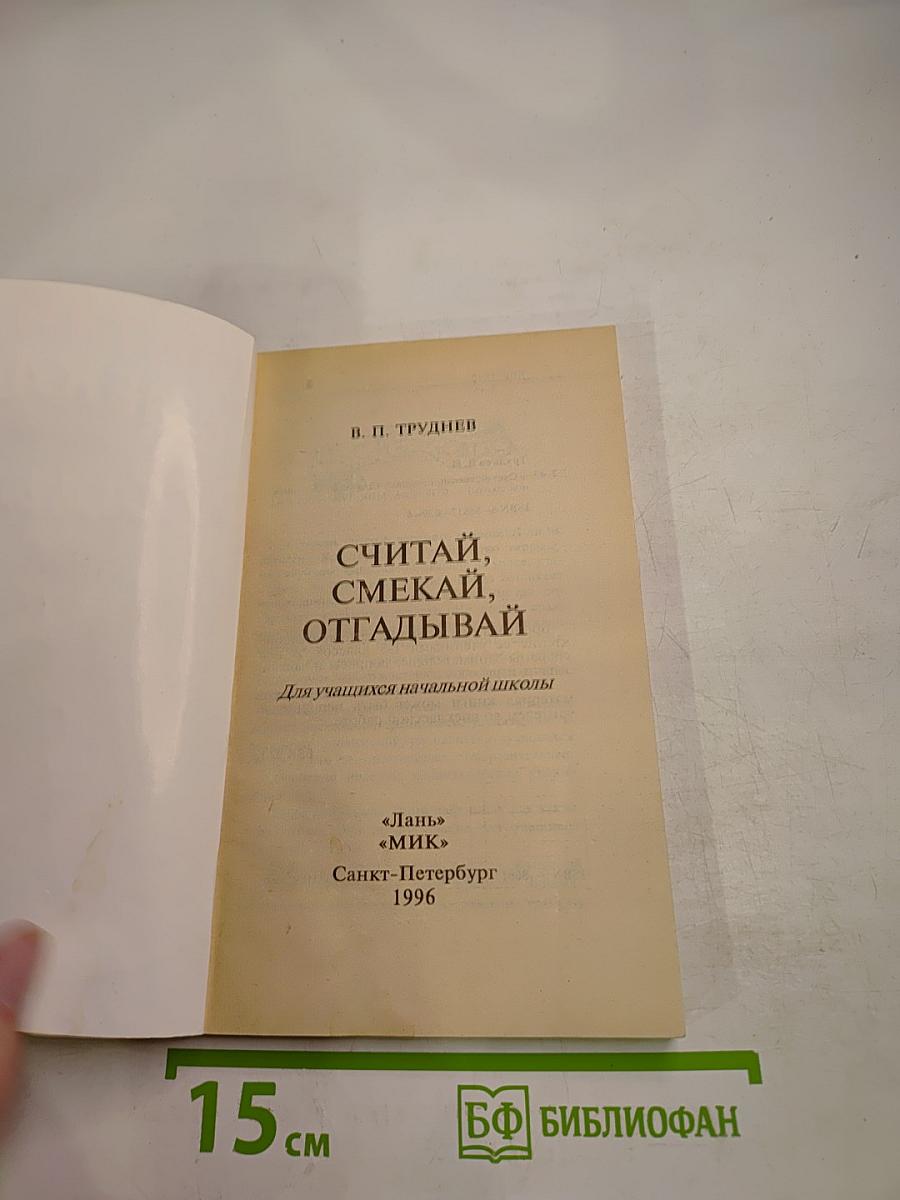 В. П. ТРУДНЕВ
СЧИТАЙ,
СМЕКАЙ,
ОТГАДЫВАЙ
Для учащихся начальной школы
«Лань»
«МИК»
Санкт-Петербург
1996
15 см
БФ БИБЛИОФАН